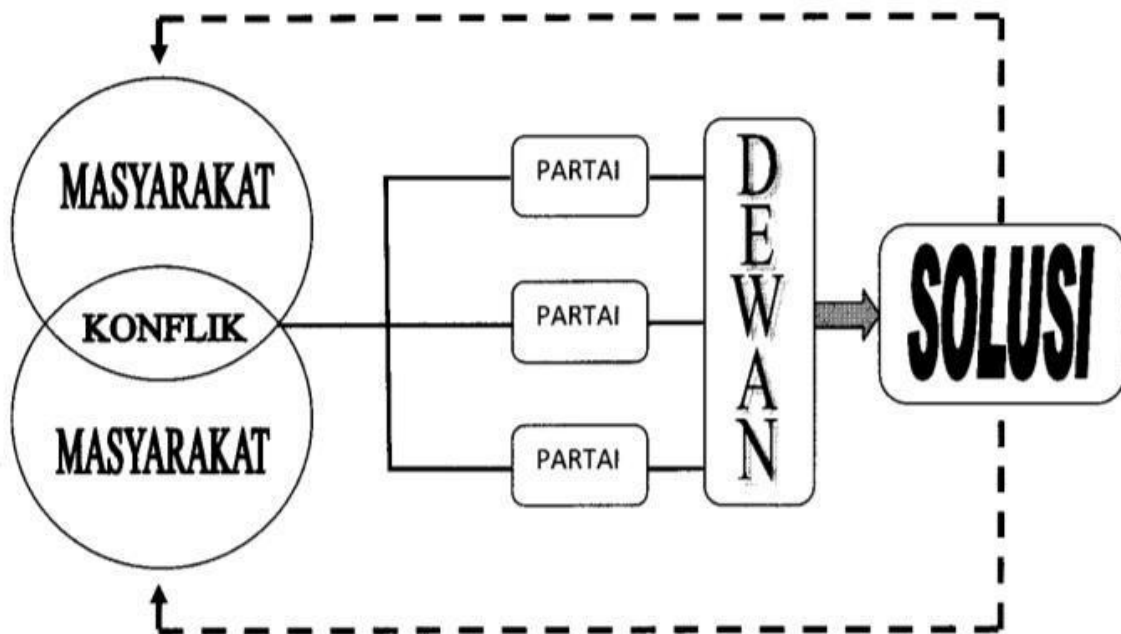 MASYARAKAT
KONFLIK
MASYARAKAT
PARTAI
PARTAI
PARTAI
DEWAN
SOLUSI